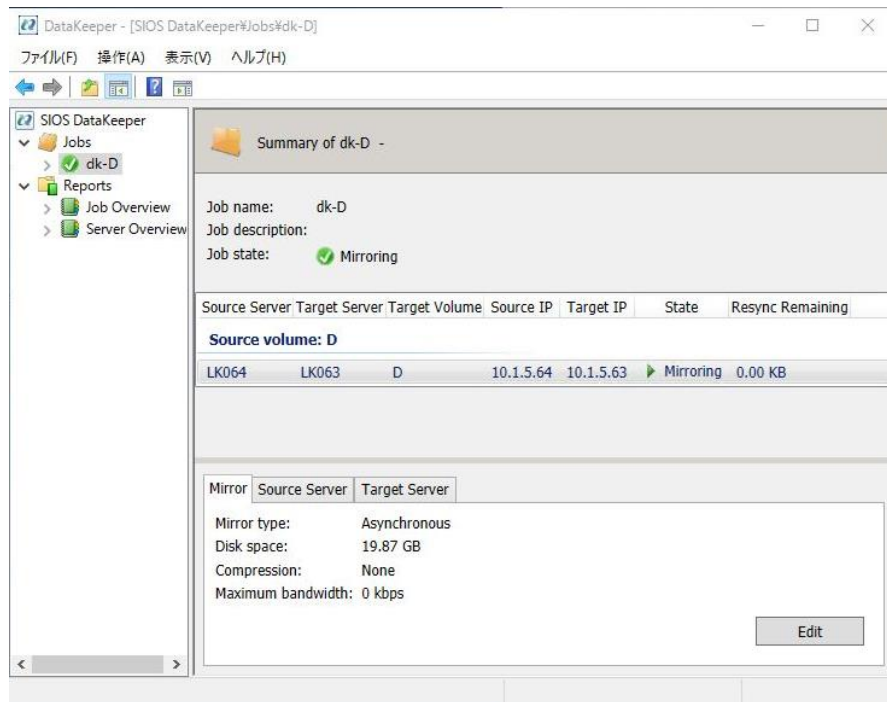 DataKeeper - [SIOS DataKeeper¥Jobs¥dk-D]
ファイル(F) 操作(A) 表示(V) ヘルプ(H)
SIOS DataKeeper
Jobs
dk-D
Reports
Job Overview
Server Overview
Summary of dk-D -
Job name: dk-D
Job description:
Job state: Mirroring
Source Server Target Server Target Volume Source IP Target IP State Resync Remaining
Source volume: D
LK064 LK063 D 10.1.5.64 10.1.5.63 Mirroring 0.00 KB
Mirror Source Server Target Server
Mirror type: Asynchronous
Disk space: 19.87 GB
Compression: None
Maximum bandwidth: 0 kbps
Edit